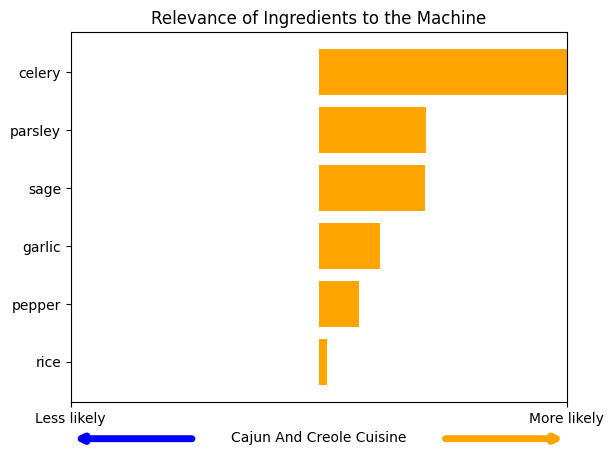 Relevance of Ingredients to the Machine
celery
parsley
sage
garlic
pepper
rice
Less likely
More likely
Cajun And Creole Cuisine